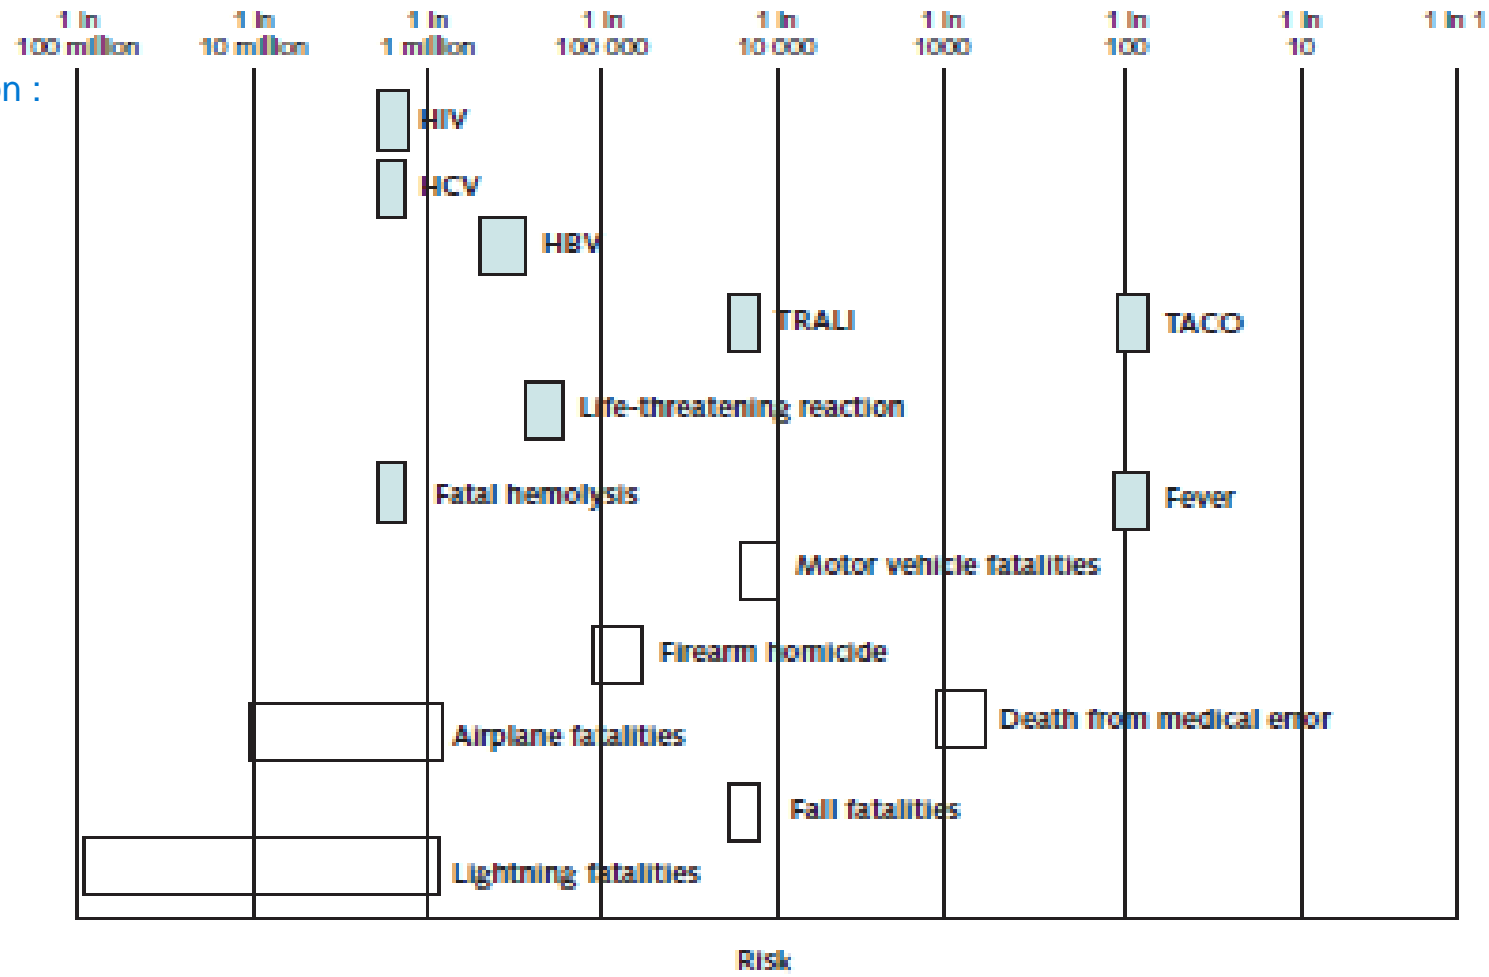 1 in
100 million
1 in
10 million
1 in
1 million
1 in
100 000
1 in
10 000
1 in
1000
1 in
100
1 in
10
1 in 1
n :
HIV
HCV
HBV
TRALI
TACO
Life-threatening reaction
Fatal hemolysis
Fever
Motor vehicle fatalities
Firearm homicide
Death from medical error
Airplane fatalities
Fall fatalities
Lightning fatalities
Risk